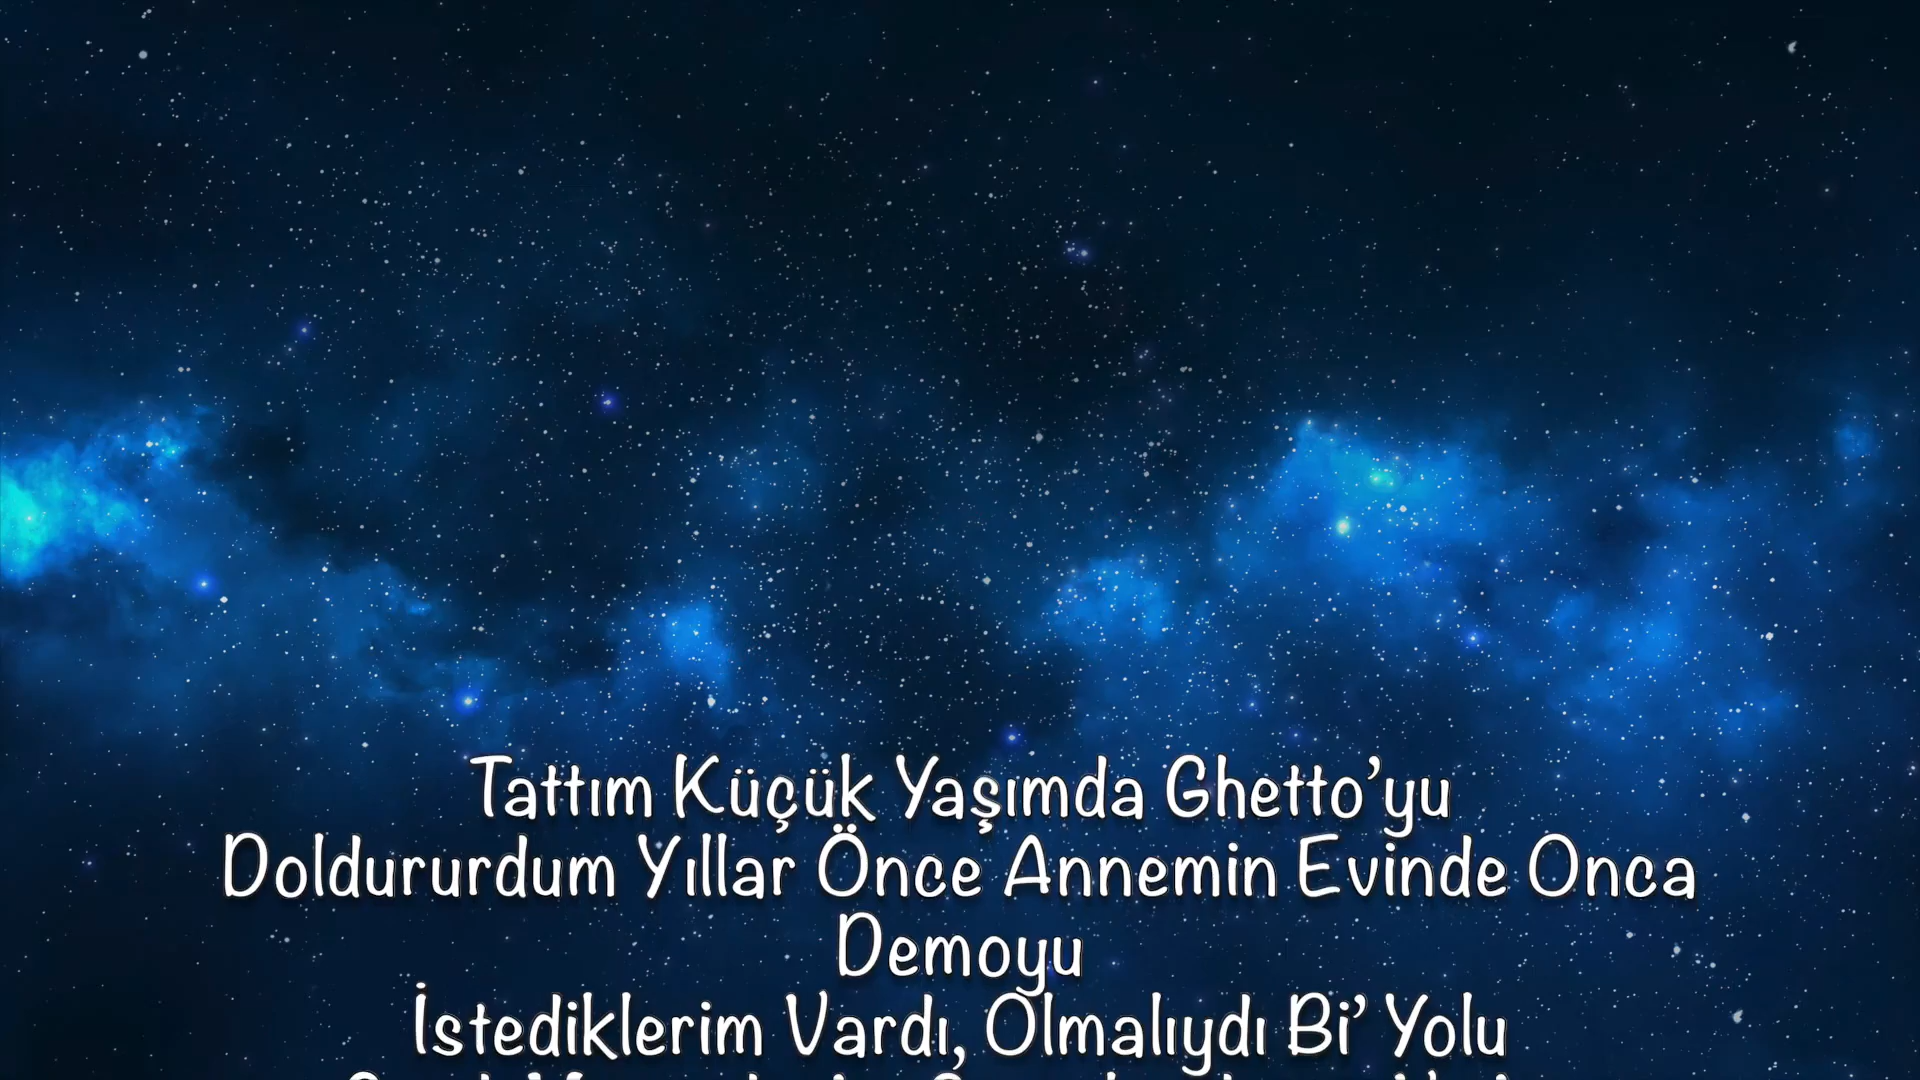 Tattım Küçük Yaşımda Ghetto’yu
Doldururdum Yıllar Önce Annemin Evinde Onca
Demoyu
İstediklerim Vardı, Olmalıydı Bi’ Yolu